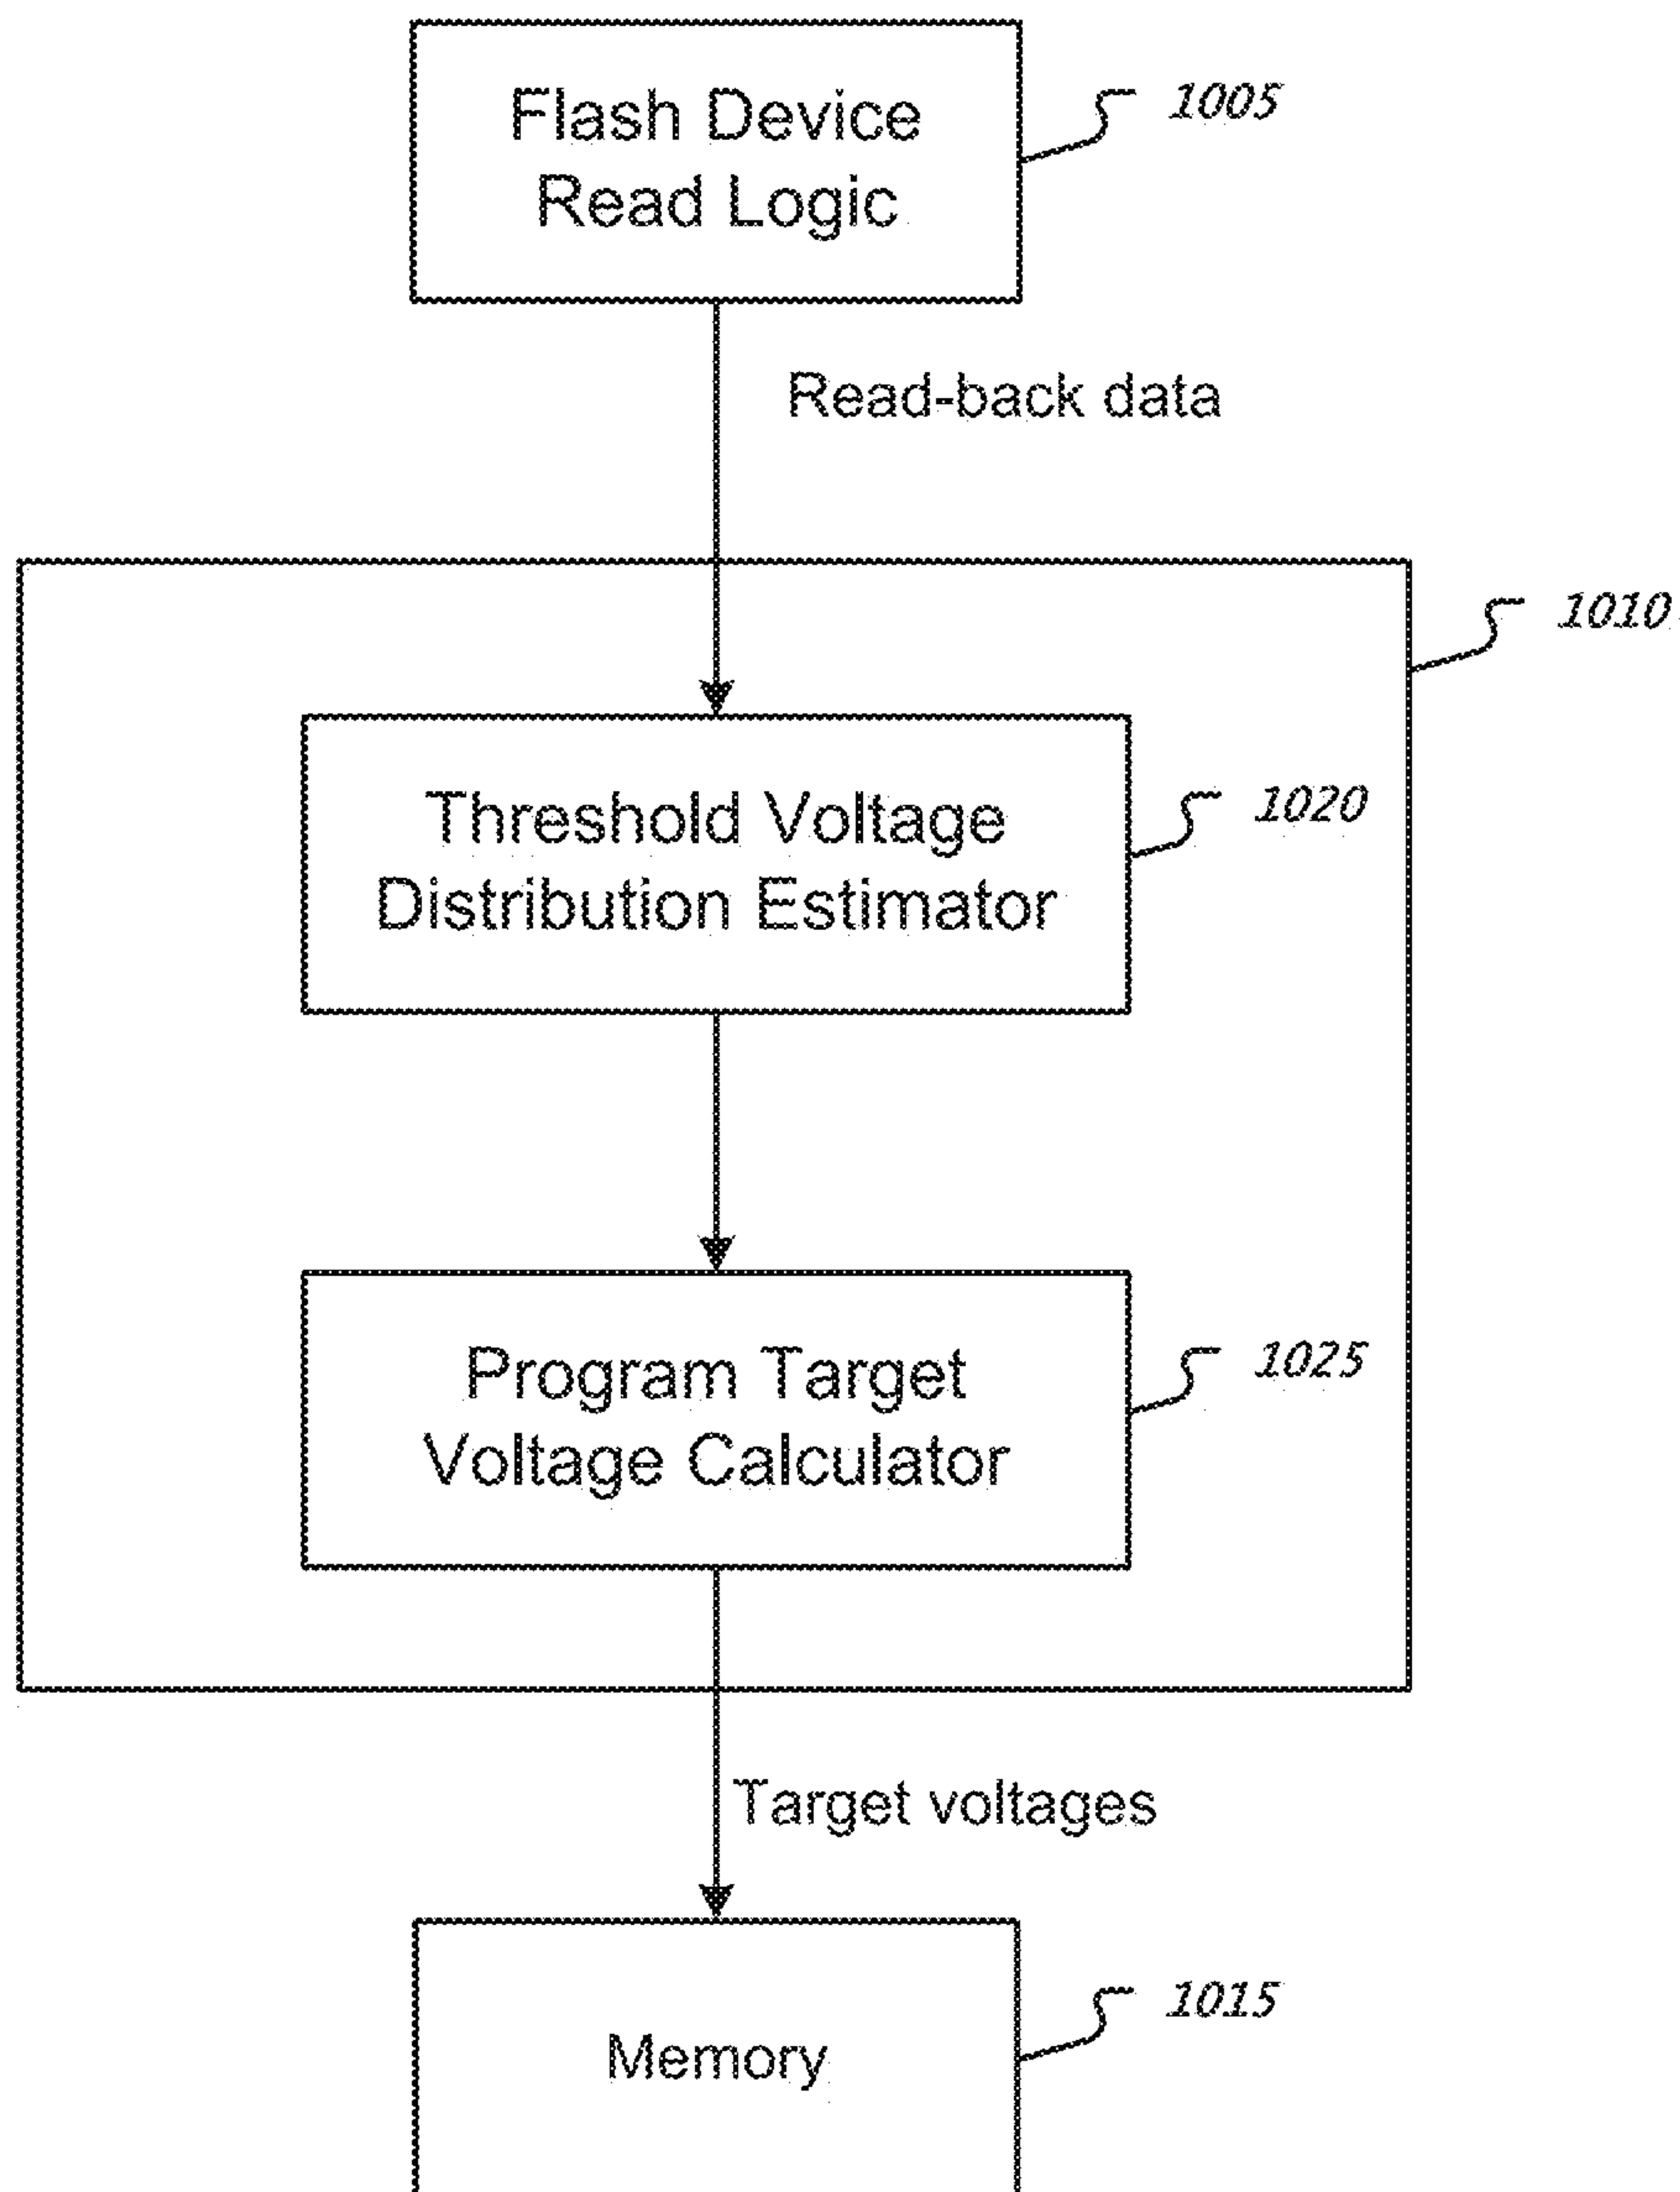 Flash Device
Read Logic
1005
Read-back data
1010
Threshold Voltage
Distribution Estimator
1020
Program Target
Voltage Calculator
1025
Target voltages
Memory
1015